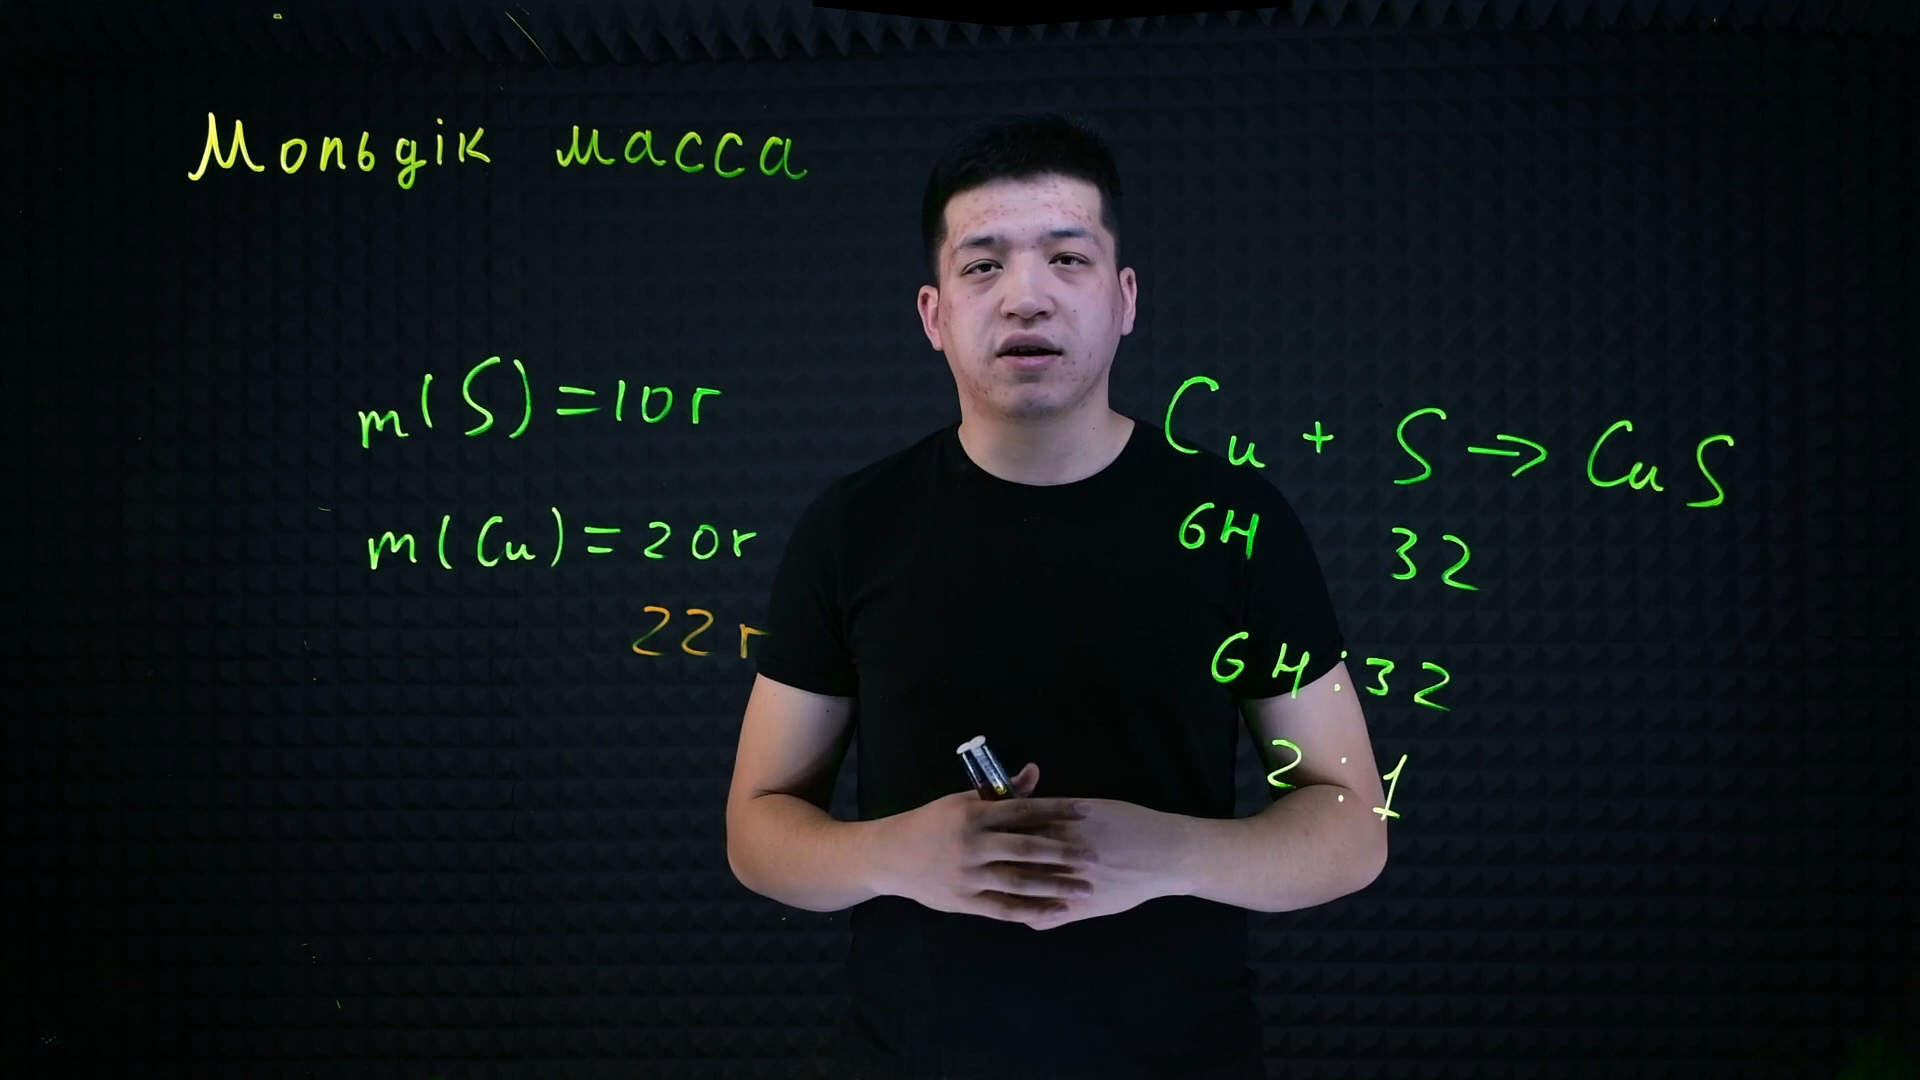 Мольдік масса
m(S)=10г
m(Cu)=20г
22г
Cu + S → CuS
64 32
64:32
2:1